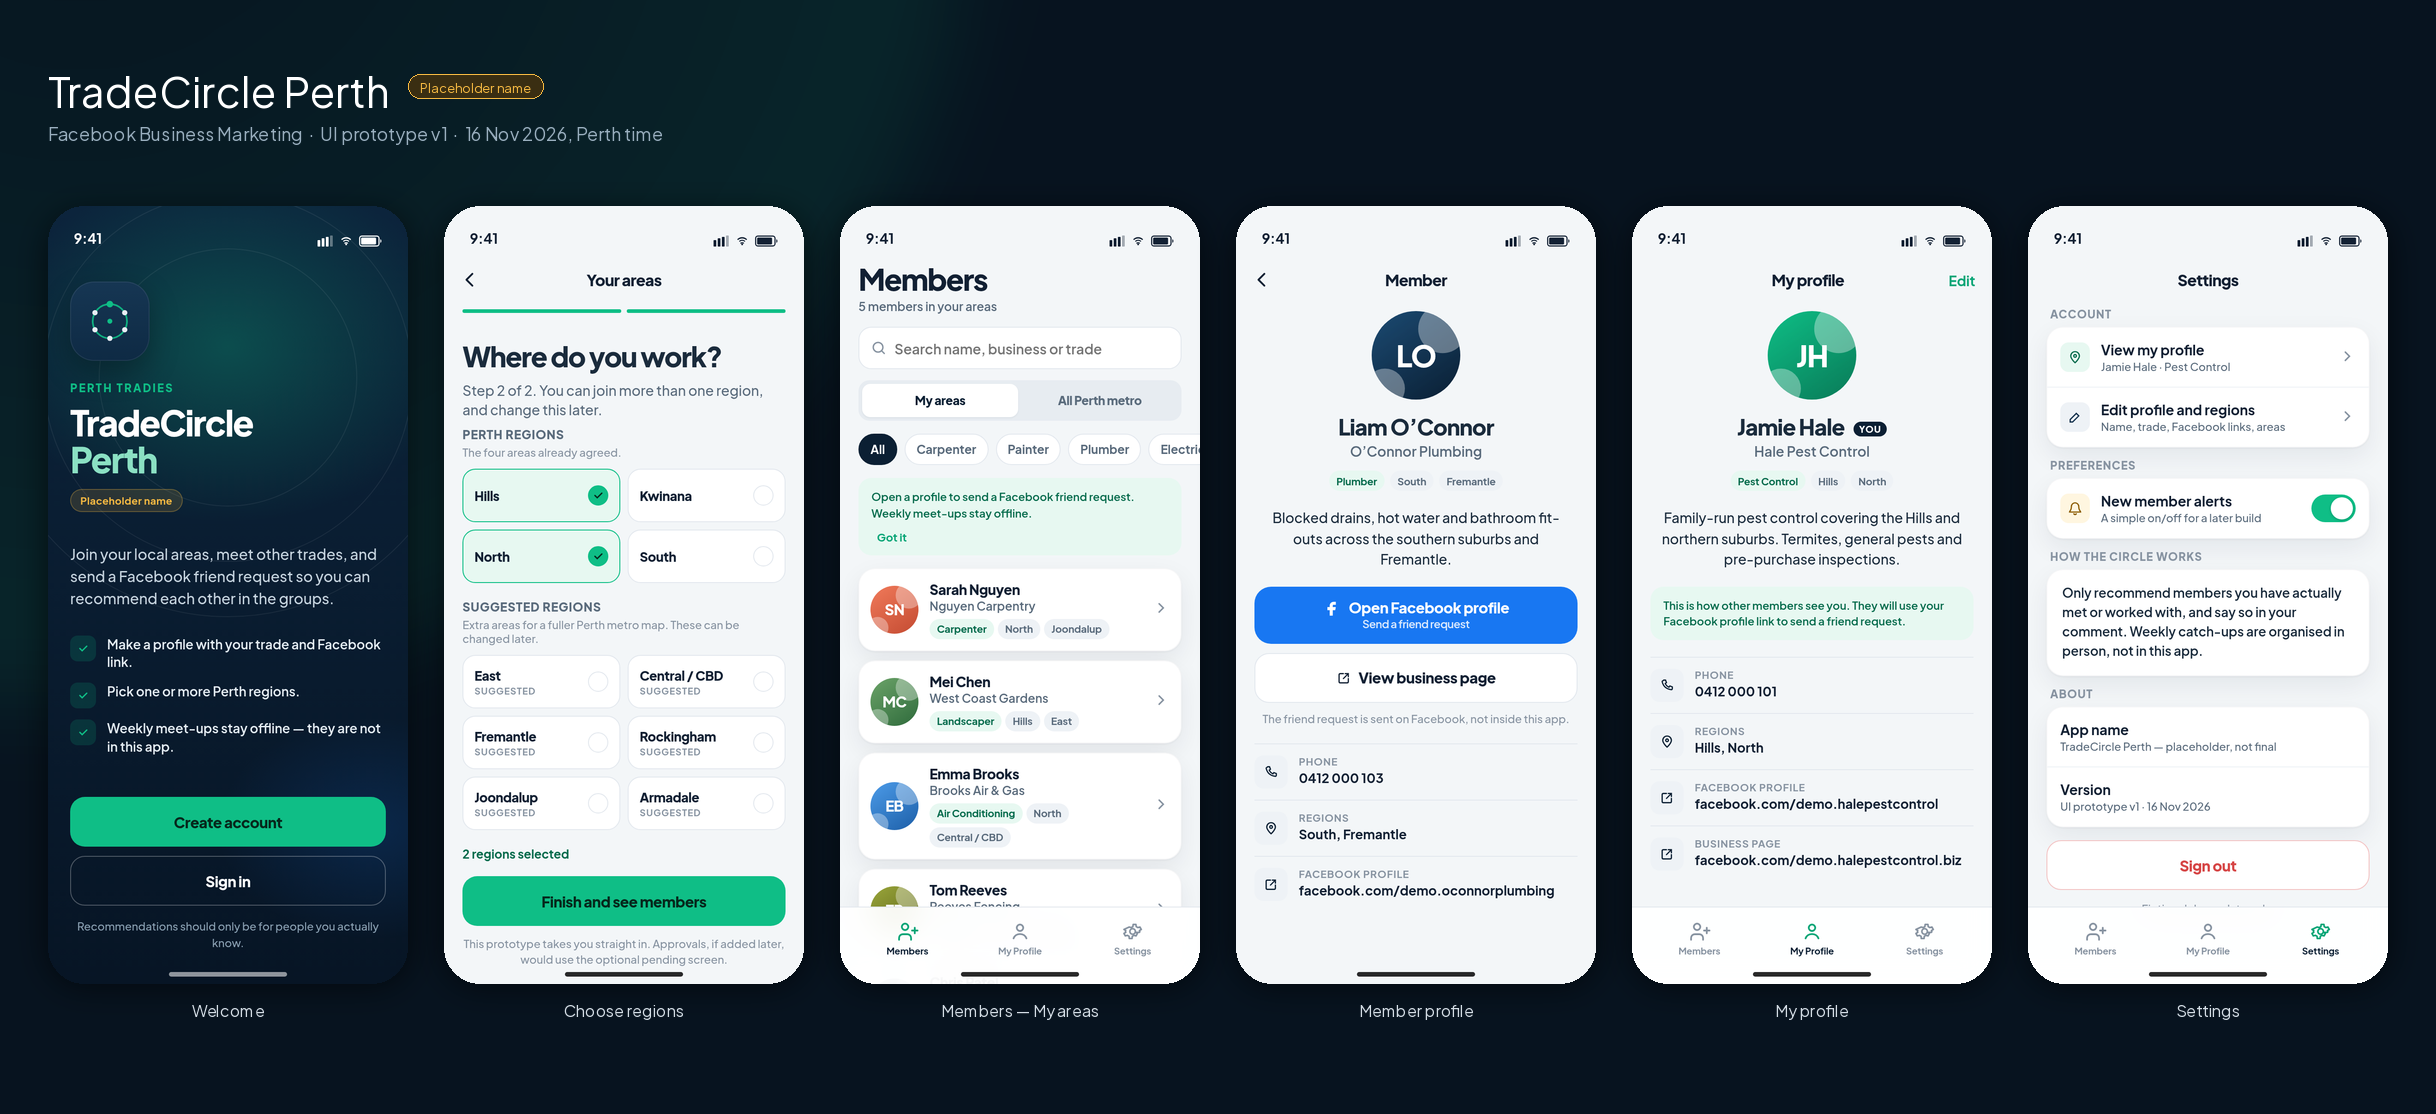 TradeCircle Perth
Placeholder name
Facebook Business Marketing · UI prototype v1 · 16 Nov 2026, Perth time
9:41
PERTH TRADIES
TradeCircle
Perth
Placeholder name
Join your local areas, meet other trades, and
send a Facebook friend request so you can
recommend each other in the groups.
Make a profile with your trade and Facebook
link.
Pick one or more Perth regions.
Weekly meet-ups stay offline — they are not
in this app.
Create account
Sign in
Recommendations should only be for people you actually
know.
Welcome
9:41
Your areas
Where do you work?
Step 2 of 2. You can join more than one region,
and change this later.
PERTH REGIONS
The four areas already agreed.
Hills
Kwinana
North
South
SUGGESTED REGIONS
Extra areas for a fuller Perth metro map. These can be
changed later.
East
SUGGESTED
Central / CBD
SUGGESTED
Fremantle
SUGGESTED
Rockingham
SUGGESTED
Joondalup
SUGGESTED
Armadale
SUGGESTED
2 regions selected
Finish and see members
This prototype takes you straight in. Approvals, if added later,
would use the optional pending screen.
Choose regions
9:41
Members
5 members in your areas
Search name, business or trade
My areas
All Perth metro
All
Carpenter
Painter
Plumber
Electric
Open a profile to send a Facebook friend request.
Weekly meet-ups stay offline.
Got it
SN
Sarah Nguyen
Nguyen Carpentry
Carpenter
North
Joondalup
MC
Mei Chen
West Coast Gardens
Landscaper
Hills
East
EB
Emma Brooks
Brooks Air & Gas
Air Conditioning
North
Central / CBD
Tom Reeves
Reeves Fencing
Members
My Profile
Settings
Members — My areas
9:41
Member
LO
Liam O’Connor
O’Connor Plumbing
Plumber
South
Fremantle
Blocked drains, hot water and bathroom fit-
outs across the southern suburbs and
Fremantle.
Open Facebook profile
Send a friend request
View business page
The friend request is sent on Facebook, not inside this app.
PHONE
0412 000 103
REGIONS
South, Fremantle
FACEBOOK PROFILE
facebook.com/demo.oconnorplumbing
Member profile
9:41
My profile
Edit
JH
Jamie Hale
YOU
Hale Pest Control
Pest Control
Hills
North
Family-run pest control covering the Hills and
northern suburbs. Termites, general pests and
pre-purchase inspections.
This is how other members see you. They will use your
Facebook profile link to send a friend request.
PHONE
0412 000 101
REGIONS
Hills, North
FACEBOOK PROFILE
facebook.com/demo.halepestcontrol
BUSINESS PAGE
facebook.com/demo.halepestcontrol.biz
Members
My Profile
Settings
My profile
9:41
Settings
ACCOUNT
View my profile
Jamie Hale · Pest Control
Edit profile and regions
Name, trade, Facebook links, areas
PREFERENCES
New member alerts
A simple on/off for a later build
HOW THE CIRCLE WORKS
Only recommend members you have actually
met or worked with, and say so in your
comment. Weekly catch-ups are organised in
person, not in this app.
ABOUT
App name
TradeCircle Perth — placeholder, not final
Version
UI prototype v1 · 16 Nov 2026
Sign out
Members
My Profile
Settings
Settings